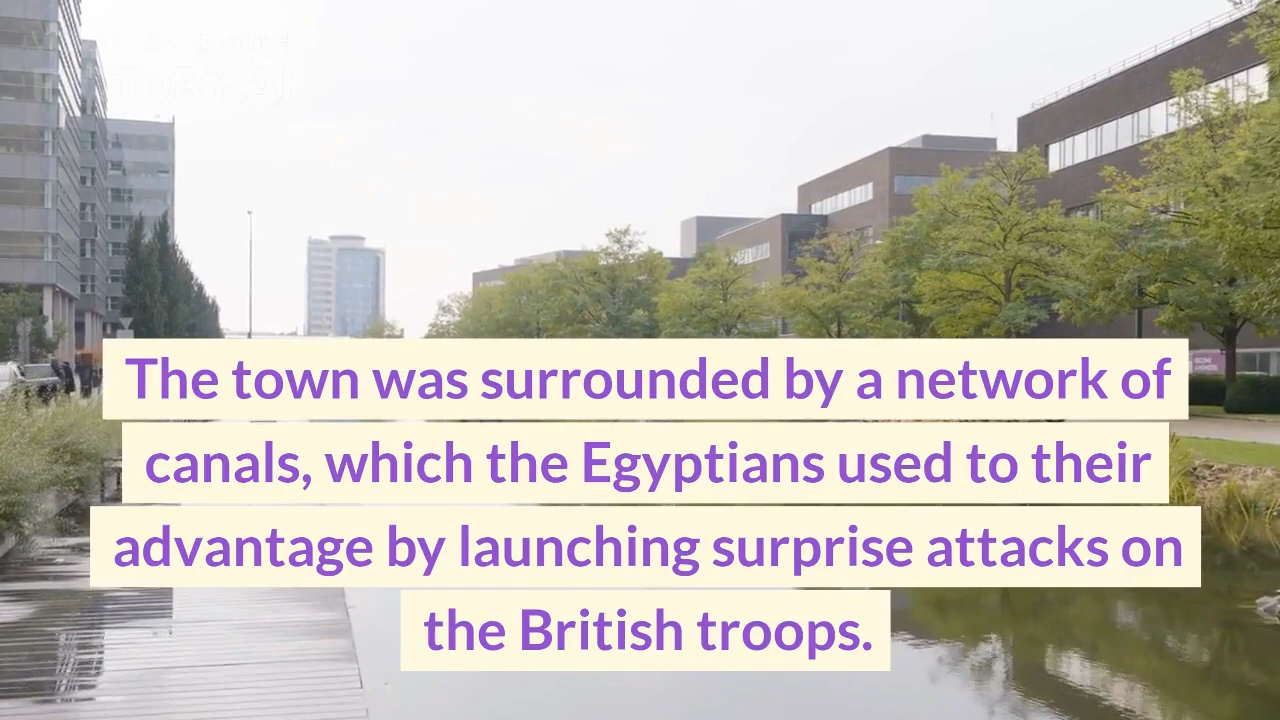 The town was surrounded by a network of
canals, which the Egyptians used to their
advantage by launching surprise attacks on
the British troops.